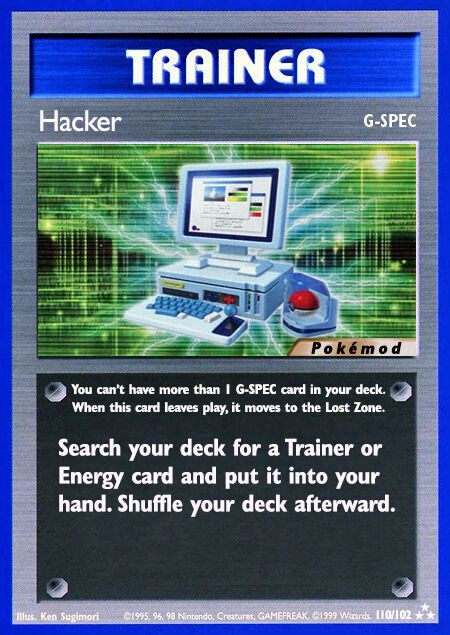 TRAINER
Hacker
G-SPEC
Pokémod
You can't have more than 1 G-SPEC card in your deck.
When this card leaves play, it moves to the Lost Zone.
Search your deck for a Trainer or
Energy card and put it into your
hand. Shuffle your deck afterward.
Illus. Ken Sugimori ©1995, 96, 98 Nintendo, Creatures, GAMEFREAK. ©1999 Wizards. 110/102